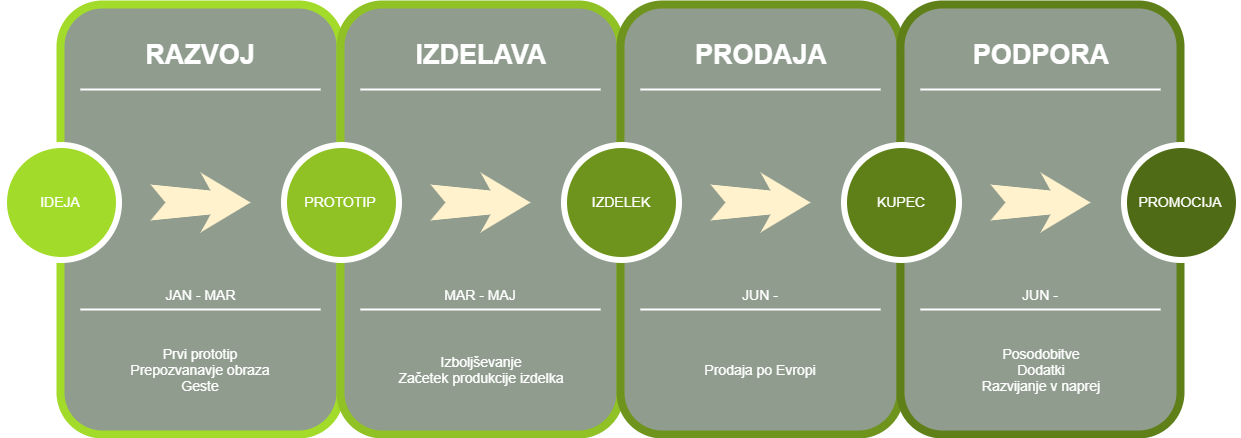 RAZVOJ
IZDELAVA
PRODAJA
PODPORA
IDEJA
PROTOTIP
IZDELEK
KUPEC
PROMOCIJA
JAN - MAR
MAR - MAJ
JUN -
JUN -
Prvi prototip
Prepozvanavje obraza
Geste
Izboljševanje
Začetek produkcije izdelka
Prodaja po Evropi
Posodobitve
Dodatki
Razvijanje v naprej